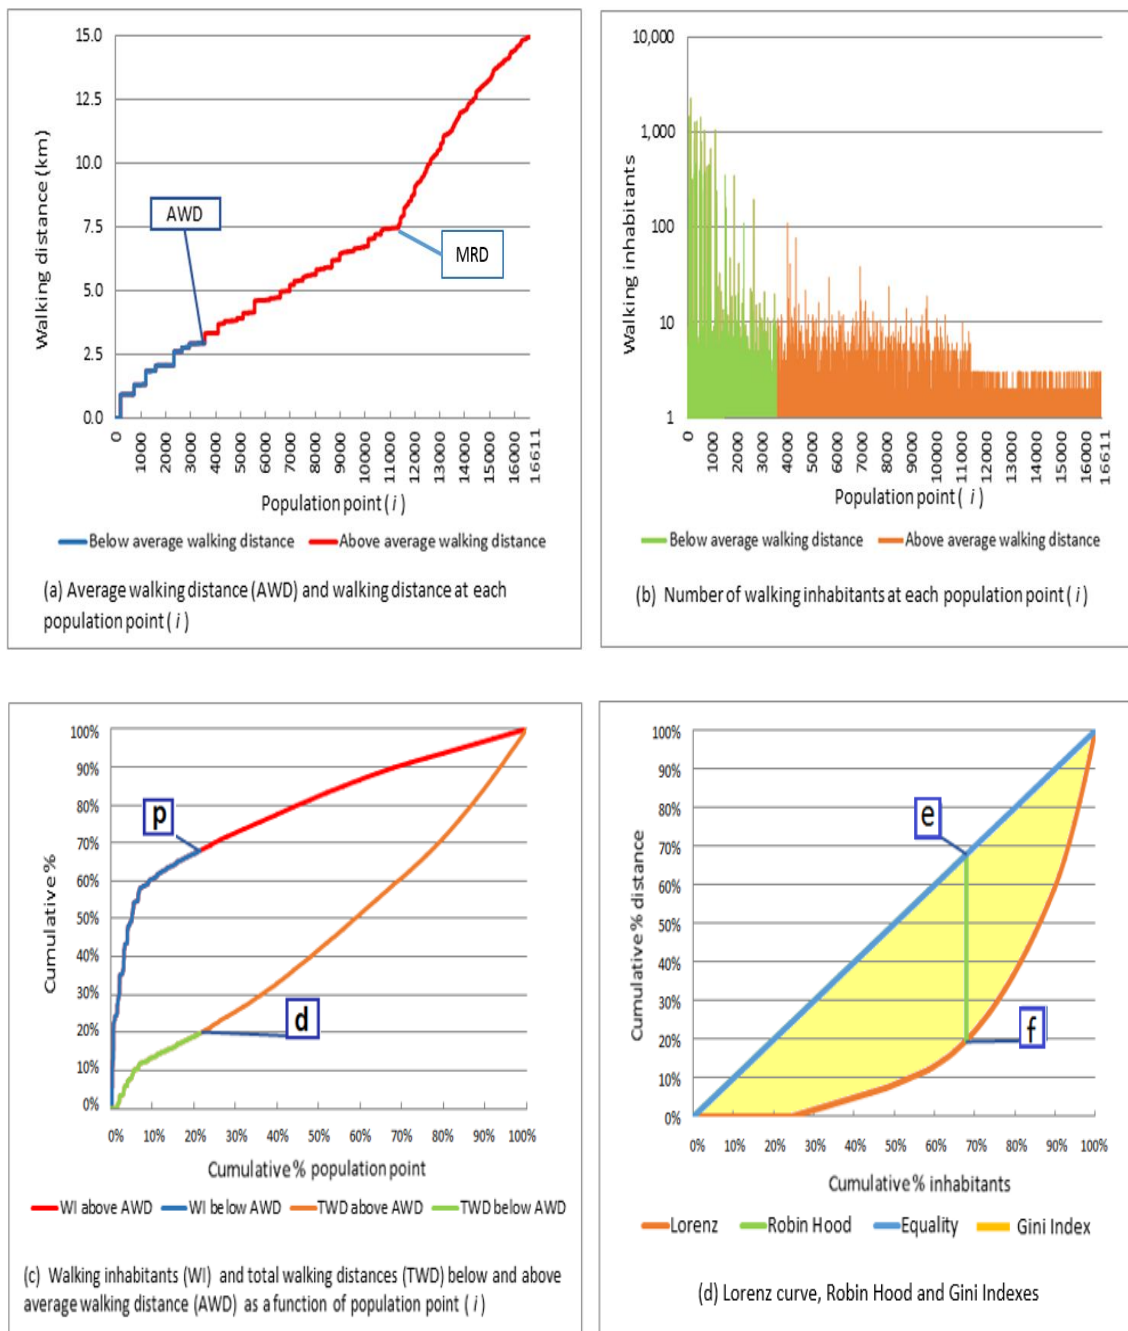 15.0
12.5
10.0
7.5
5.0
2.5
0.0
Walking distance (km)
AWD
MRD
0
1000
2000
3000
4000
5000
6000
7000
8000
9000
10000
11000
12000
13000
14000
15000
16000
16611
Population point ( i )
Below average walking distance Above average walking distance
(a) Average walking distance (AWD) and walking distance at each
population point ( i )
10,000
1,000
100
10
1
Walking inhabitants
0
1000
2000
3000
4000
5000
6000
7000
8000
9000
10000
11000
12000
13000
14000
15000
16000
16611
Population point ( i )
Below average walking distance Above average walking distance
(b) Number of walking inhabitants at each population point ( i )
100%
90%
80%
70%
60%
50%
40%
30%
20%
10%
0%
Cumulative %
p
d
0% 10% 20% 30% 40% 50% 60% 70% 80% 90% 100%
Cumulative % population point
WI above AWD WI below AWD TWD above AWD TWD below AWD
(c) Walking inhabitants (WI) and total walking distances (TWD) below and above
average walking distance (AWD) as a function of population point ( i )
100%
90%
80%
70%
60%
50%
40%
30%
20%
10%
0%
Cumulative % distance
e
f
0% 10% 20% 30% 40% 50% 60% 70% 80% 90% 100%
Cumulative % inhabitants
Lorenz Robin Hood Equality Gini Index
(d) Lorenz curve, Robin Hood and Gini Indexes